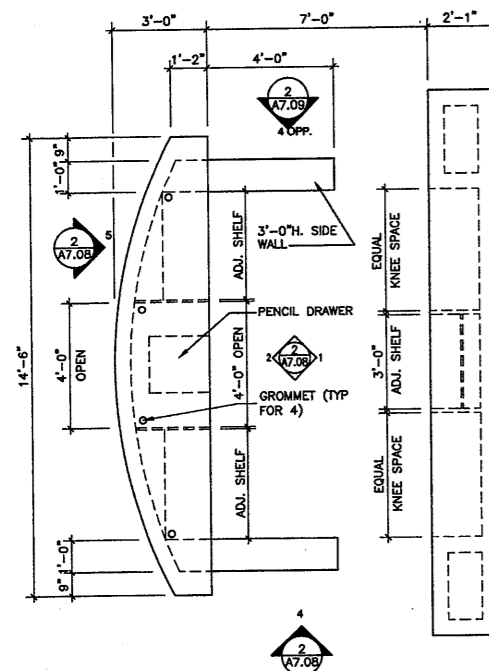 3'-0"
7'-0"
2'-1"
1'-2"
4'-0"
2
A7.09
4 OPP.
9"
1'-0"
3'-0"H. SIDE
WALL
2
A7.08
5
ADJ. SHELF
EQUAL
KNEE SPACE
PENCIL DRAWER
14'-6"
4'-0"
OPEN
4'-0" OPEN
2
2
A7.08
1
3'-0"
ADJ. SHELF
GROMMET (TYP
FOR 4)
ADJ. SHELF
EQUAL
KNEE SPACE
1'-0"
9"
4
2
A7.08